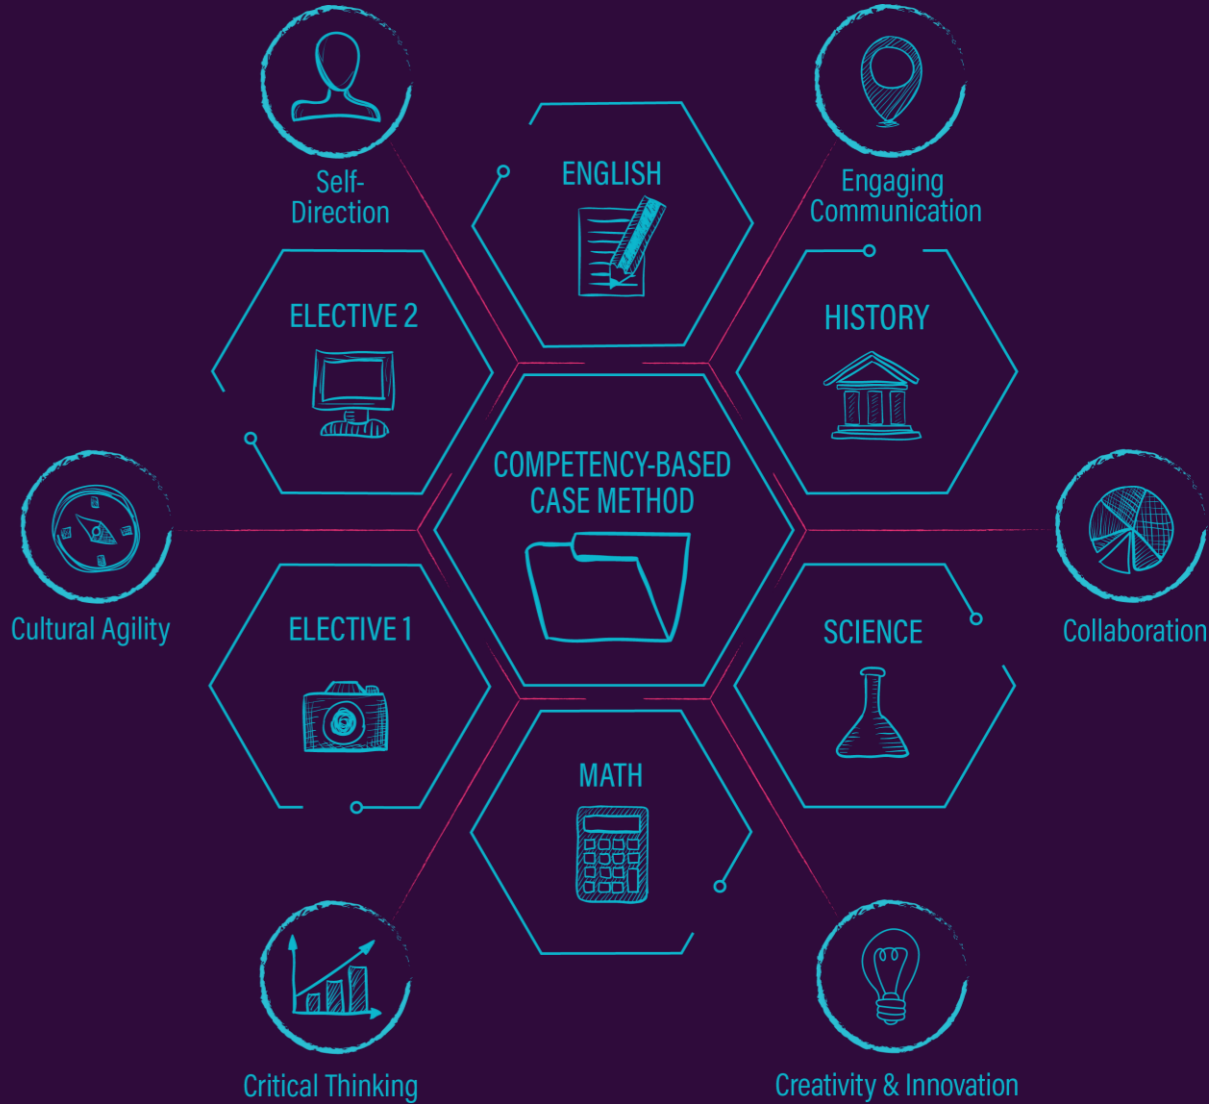 ENGLISH
Self-
Direction
Engaging
Communication
ELECTIVE 2
HISTORY
COMPETENCY-BASED
CASE METHOD
Cultural Agility
ELECTIVE 1
SCIENCE
Collaboration
MATH
Critical Thinking
Creativity & Innovation